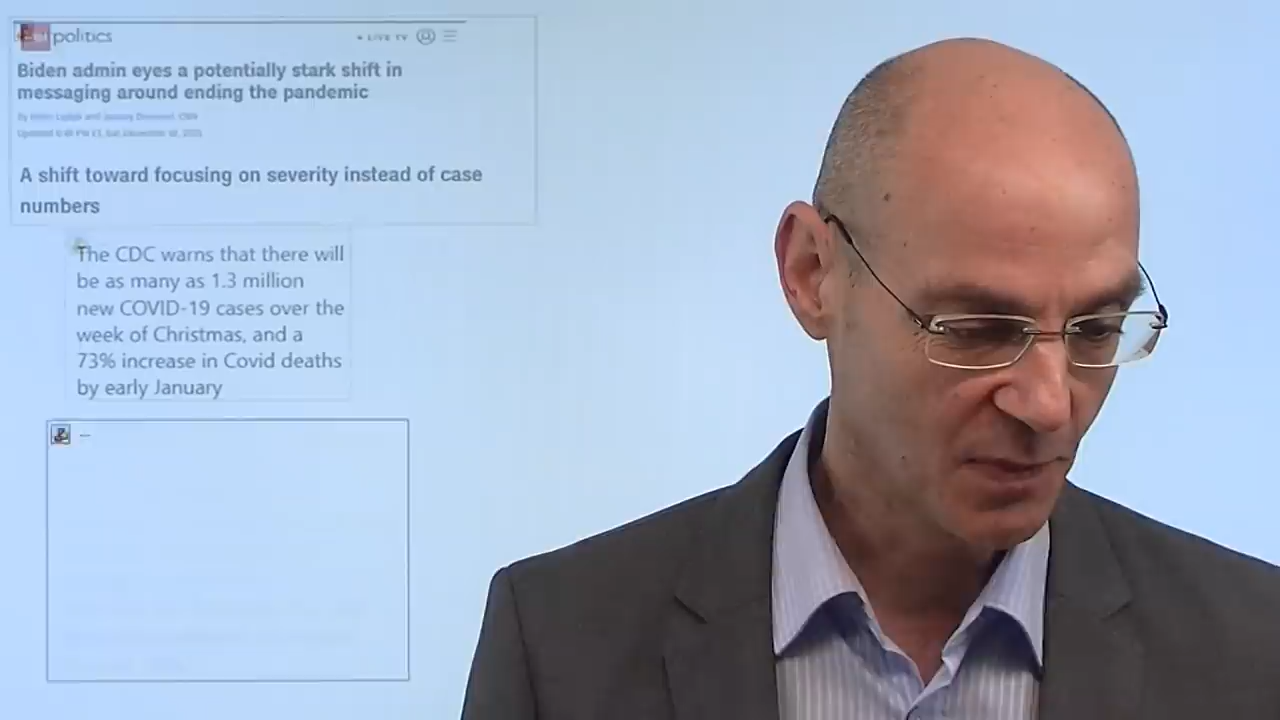 politics
LIVE TV
Biden admin eyes a potentially stark shift in
messaging around ending the pandemic
A shift toward focusing on severity instead of case
numbers
The CDC warns that there will
be as many as 1.3 million
new COVID-19 cases over the
week of Christmas, and a
73% increase in Covid deaths
by early January